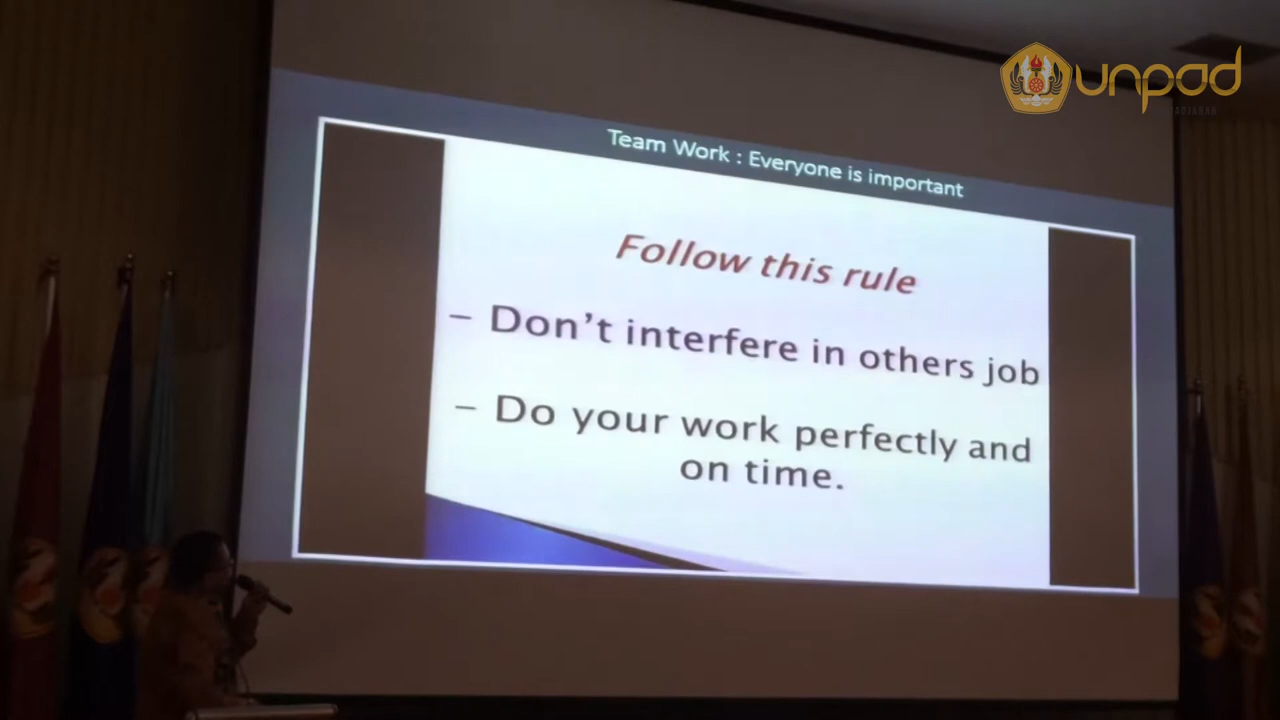 unpad
Team Work : Everyone is important
Follow this rule
– Don't interfere in others job
– Do your work perfectly and
on time.